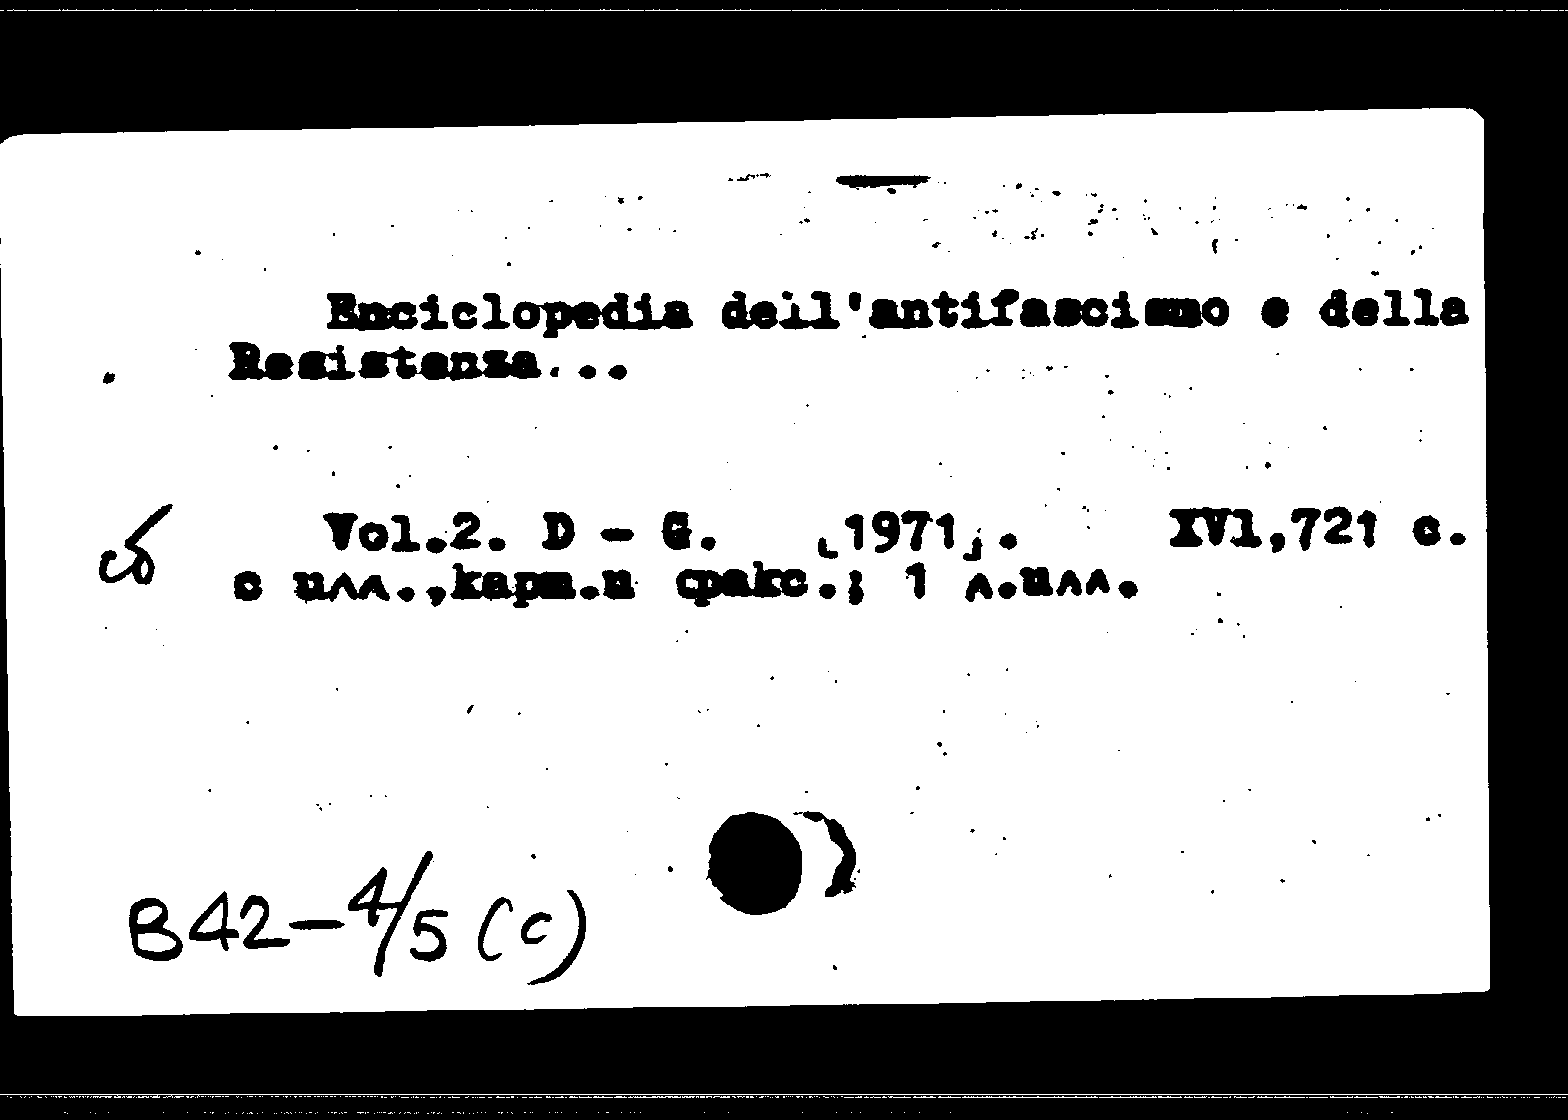 Enciclopedia dell'antifascismo e della
Resistenza...
Vol.2. D - G. [1971]. XVI,721 с.
с илл.,карт.и факс.; 1 л.илл.
сб
B42-4/5 (c)